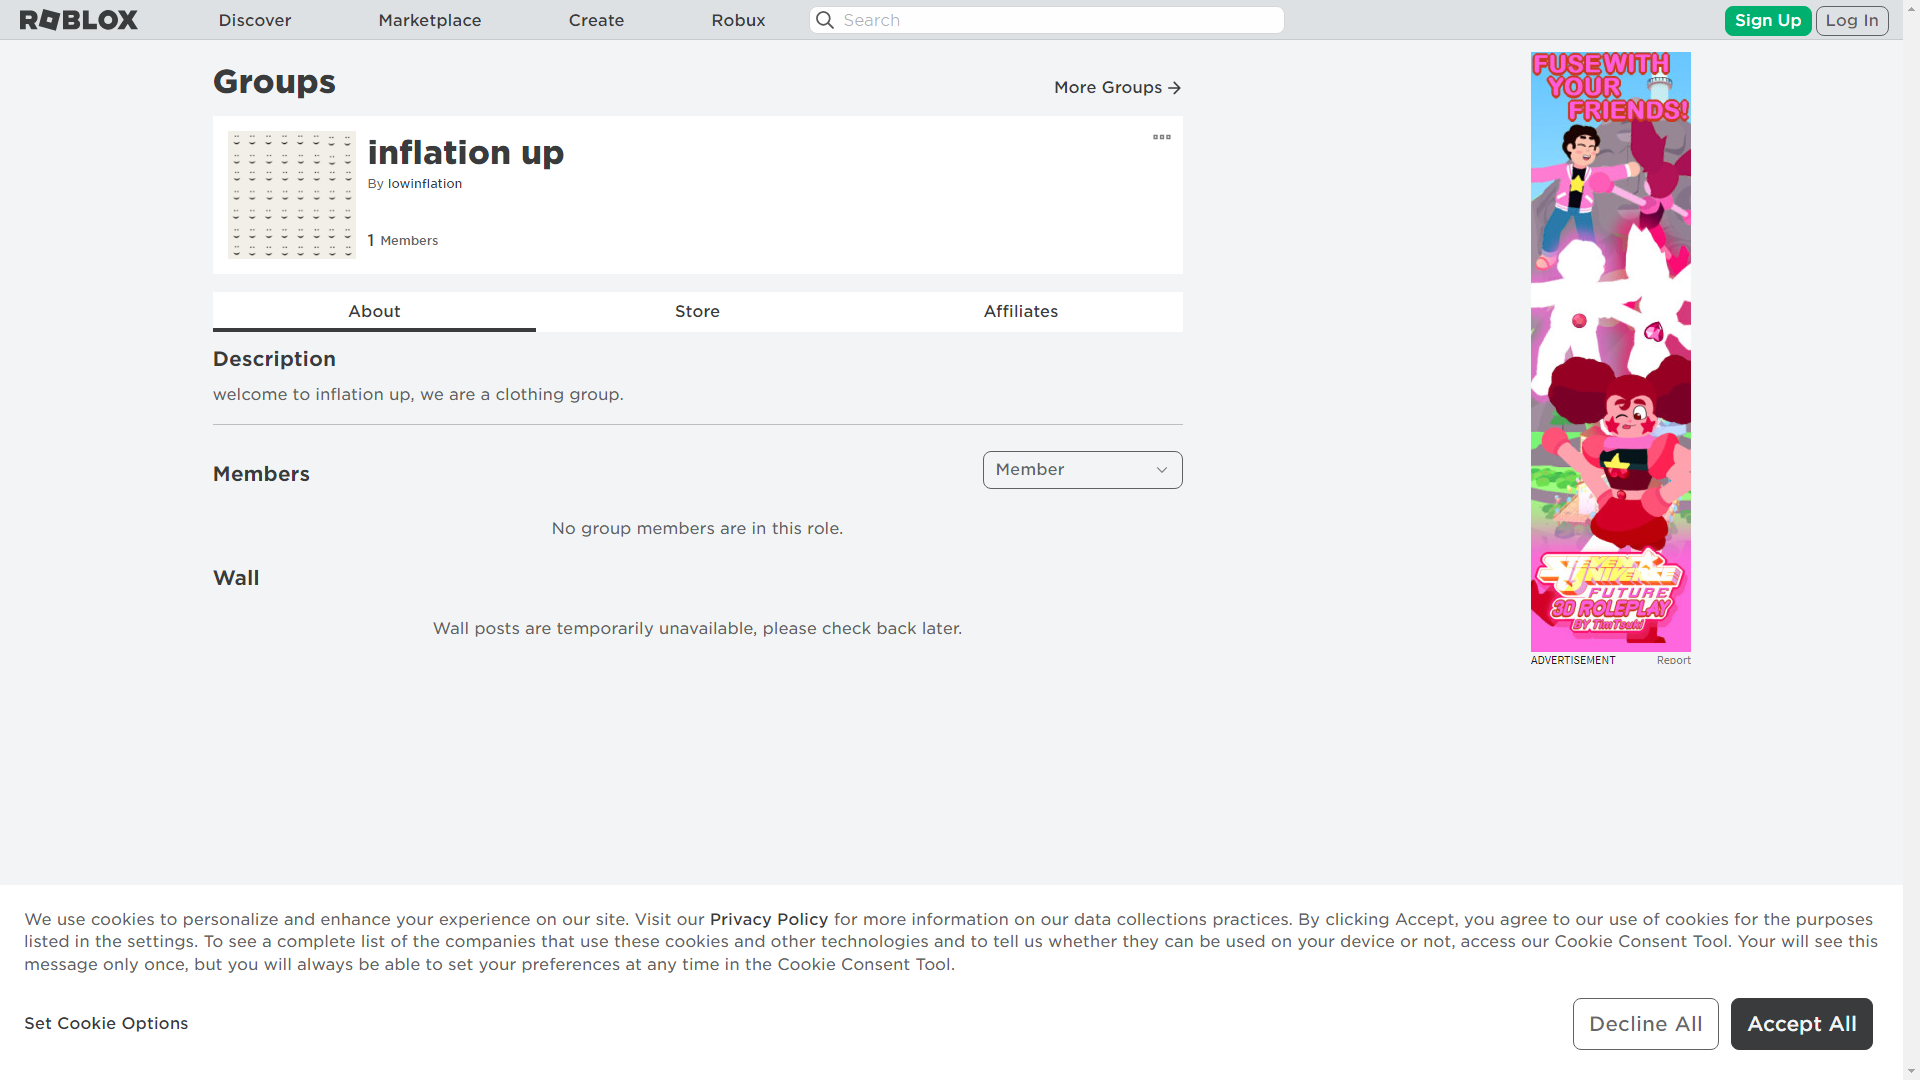 ROBLOX Discover Marketplace Create Robux Search Sign Up Log In
Groups
More Groups
inflation up
By lowinflation
1 Members
About Store Affiliates
Description
welcome to inflation up, we are a clothing group.
Members
Member
No group members are in this role.
Wall
Wall posts are temporarily unavailable, please check back later.
FUSE WITH
YOUR
FRIENDS!
STEVEN
UNIVERSE
FUTURE
3D ROLEPLAY
BY TimTsuki
ADVERTISEMENT Report
We use cookies to personalize and enhance your experience on our site. Visit our Privacy Policy for more information on our data collections practices. By clicking Accept, you agree to our use of cookies for the purposes
listed in the settings. To see a complete list of the companies that use these cookies and other technologies and to tell us whether they can be used on your device or not, access our Cookie Consent Tool. Your will see this
message only once, but you will always be able to set your preferences at any time in the Cookie Consent Tool.
Set Cookie Options
Decline All
Accept All